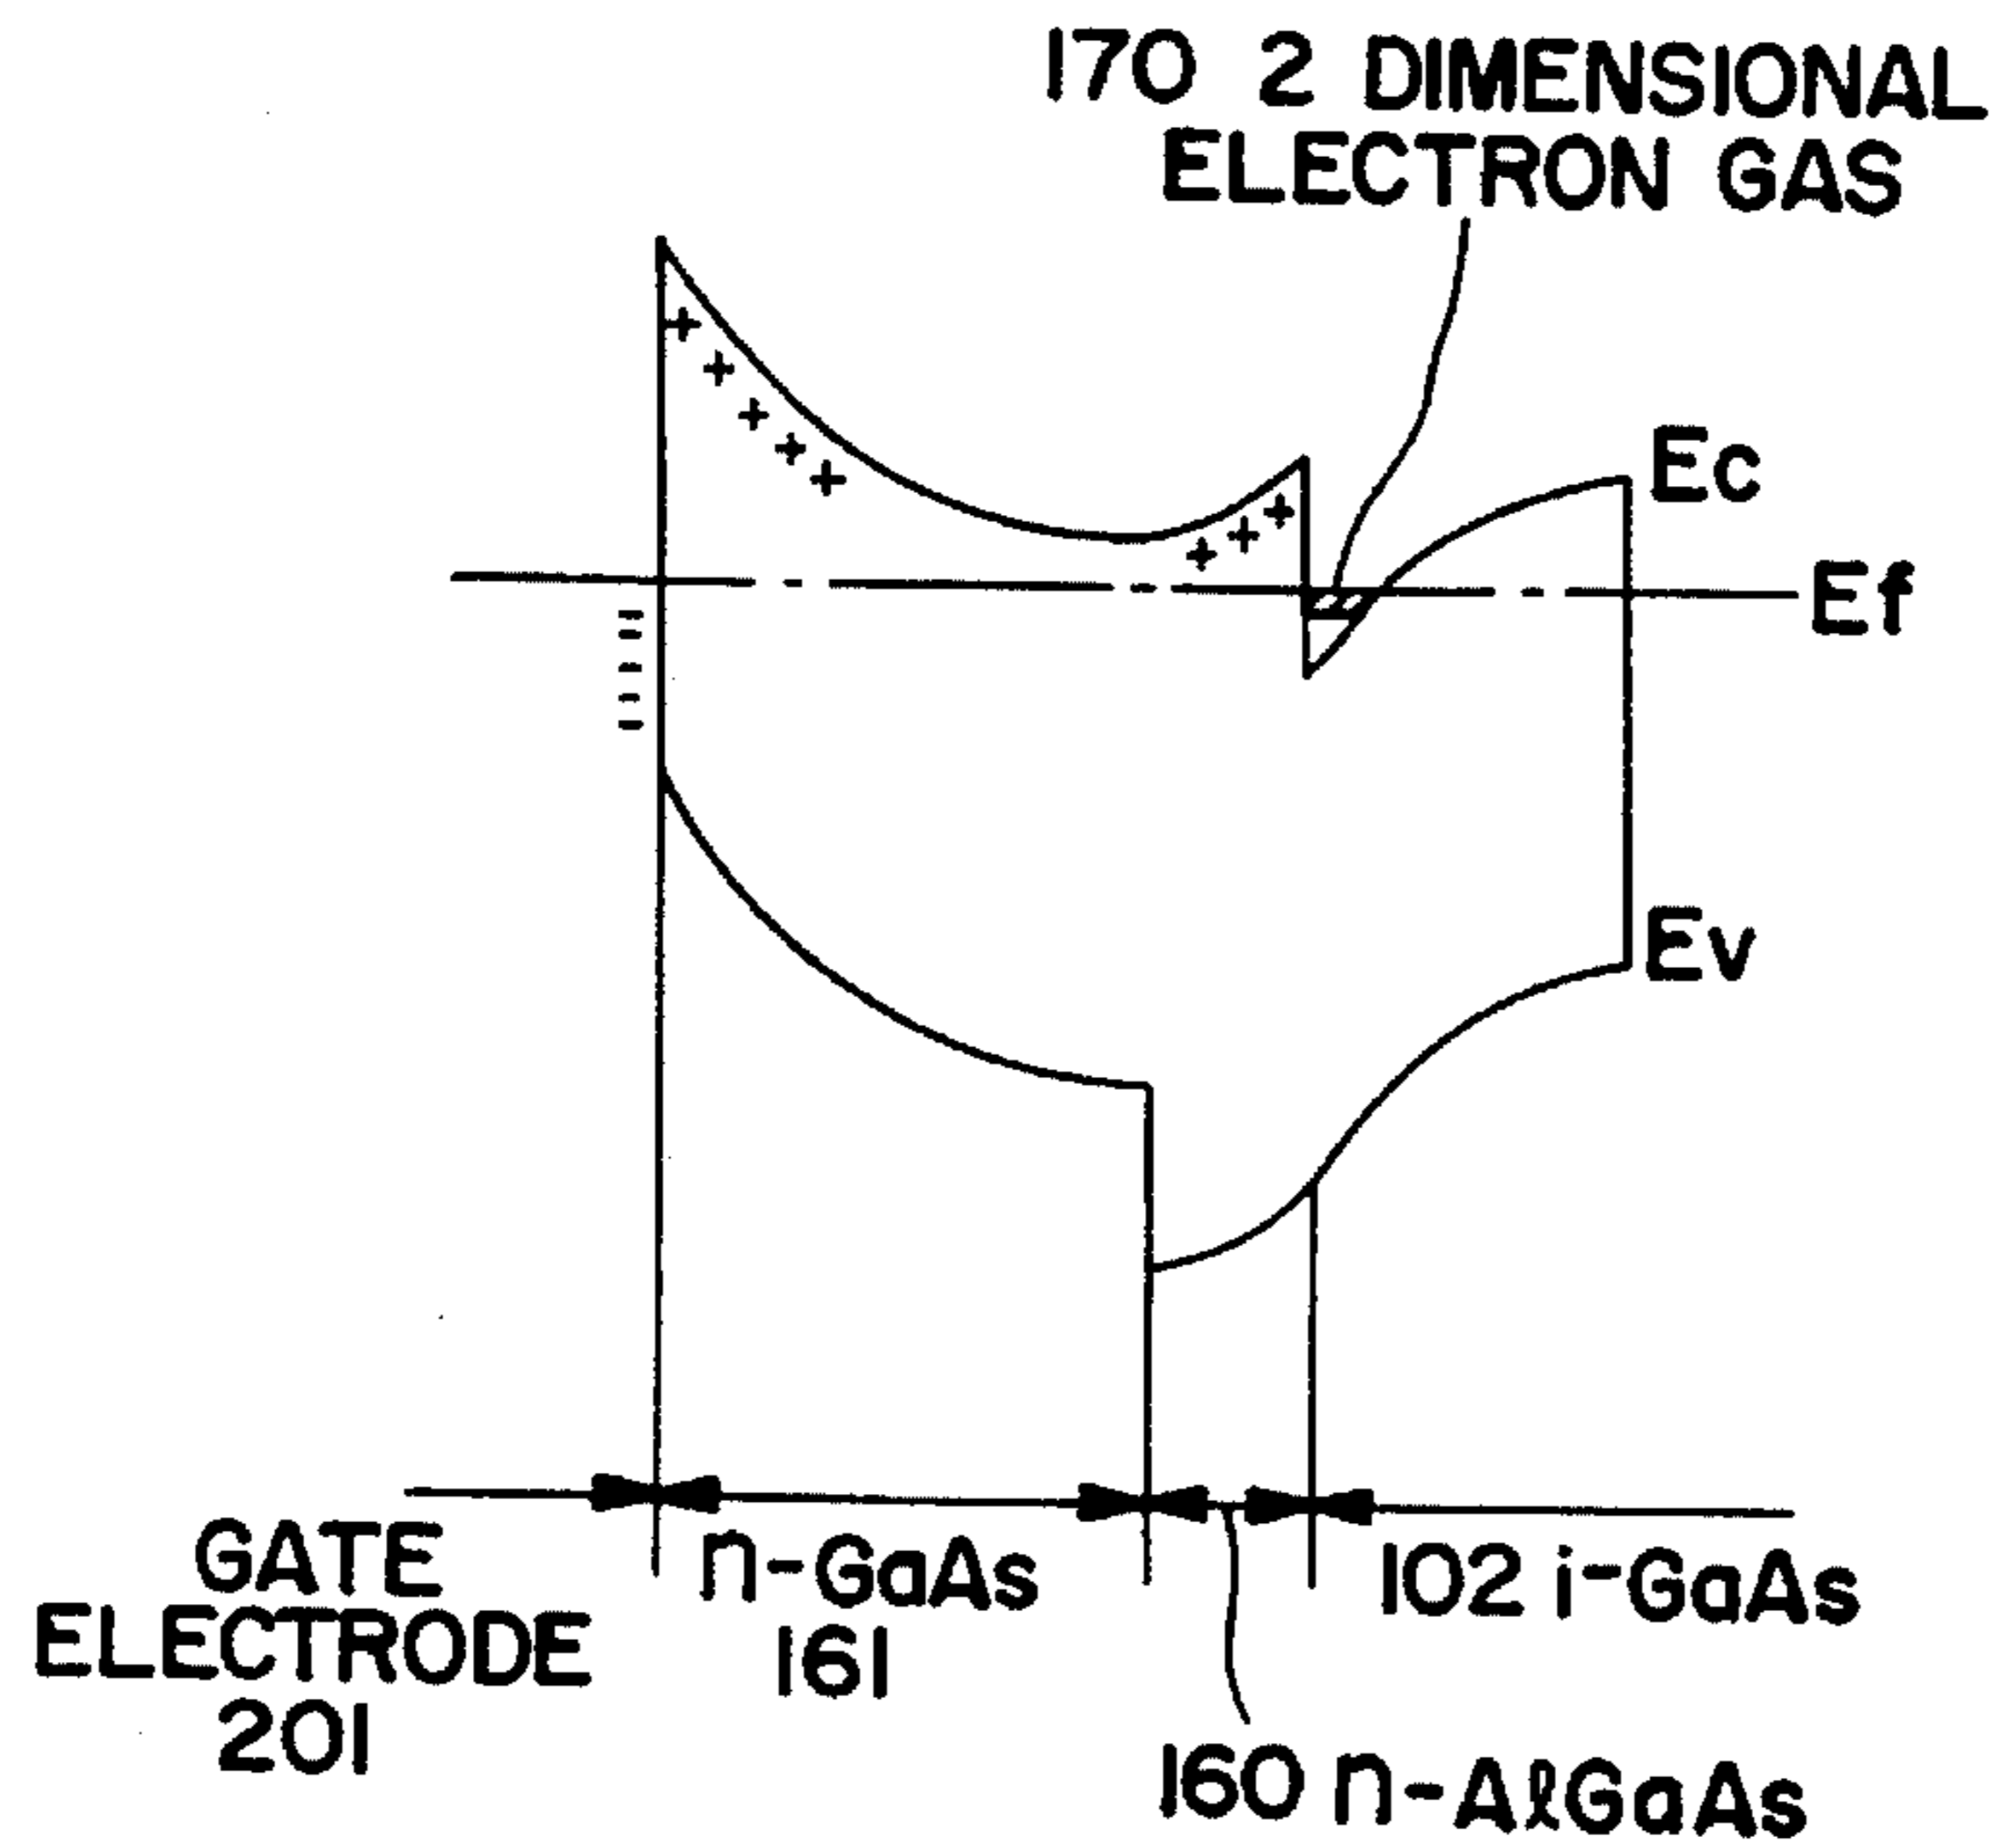 170 2 DIMENSIONAL
ELECTRON GAS
Ec
Ef
Ev
GATE
ELECTRODE
201
n-GaAs
161
102 i-GaAs
160 n-AlGaAs